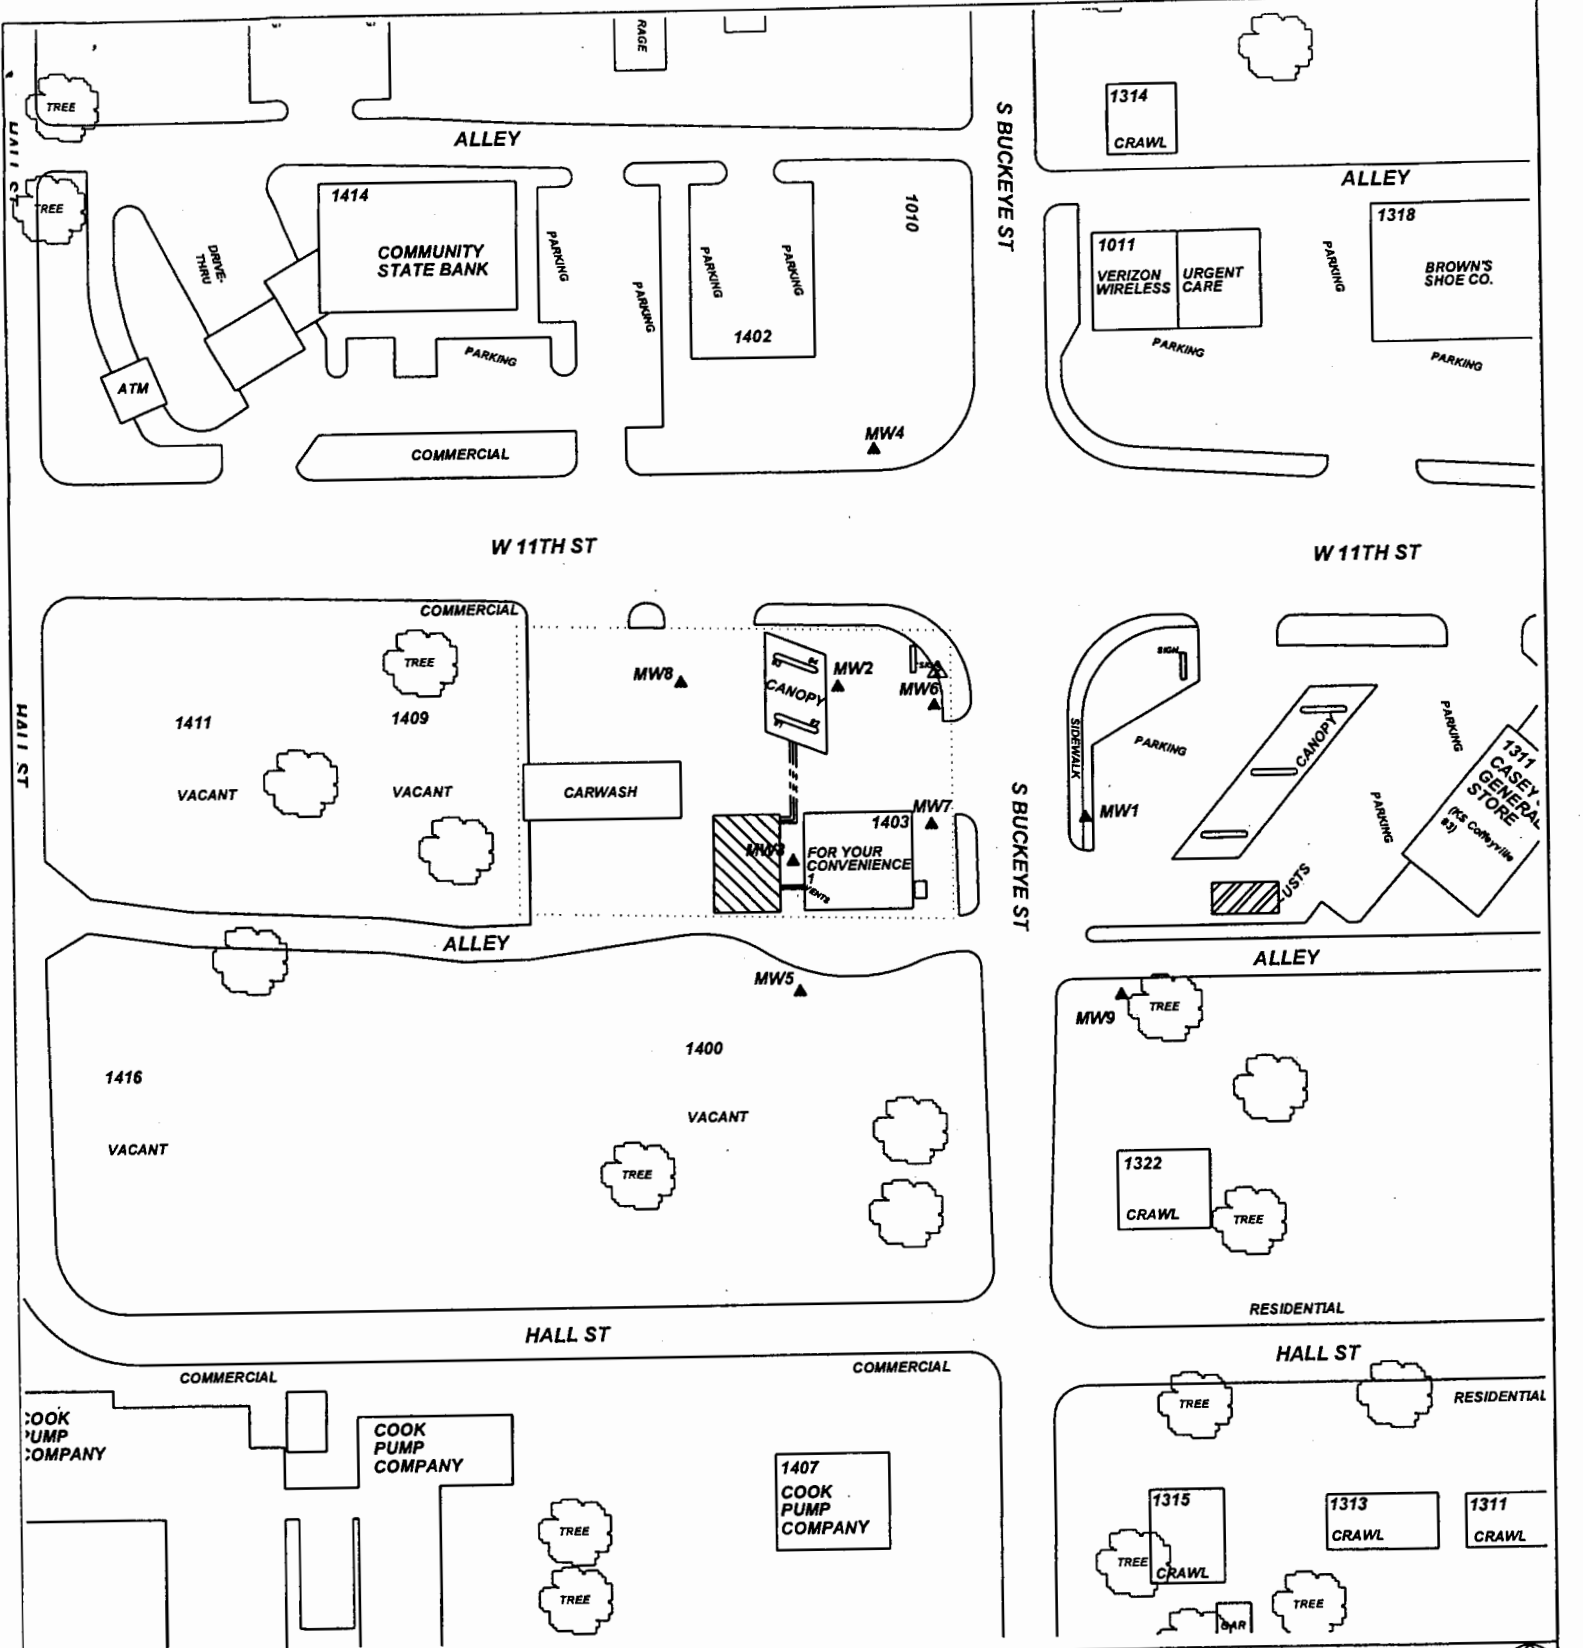 RAGE
TREE
S BUCKEYE ST
1314
CRAWL
ALLEY
ALLEY
HALL ST
TREE
1414
COMMUNITY
STATE BANK
DRIVE-
THRU
PARKING
PARKING
PARKING
PARKING
1402
1010
1011
VERIZON
WIRELESS
URGENT
CARE
PARKING
1318
BROWN'S
SHOE CO.
PARKING
PARKING
PARKING
ATM
COMMERCIAL
MW4
W 11TH ST
W 11TH ST
COMMERCIAL
TREE
MW8
MW2
MW6
CANOPY
SIGN
1411
1409
HALL ST
VACANT
VACANT
CARWASH
SIDEWALK
PARKING
CANOPY
PARKING
PARKING
1311
CASEY'S
GENERAL
STORE
(KS Coffeyville
#3)
MW7
MW1
1403
FOR YOUR
CONVENIENCE
MW3
1
VENTS
S BUCKEYE ST
USTS
ALLEY
ALLEY
MW5
MW9
TREE
1416
VACANT
1400
VACANT
TREE
1322
CRAWL
TREE
RESIDENTIAL
HALL ST
HALL ST
COMMERCIAL
COMMERCIAL
TREE
RESIDENTIAL
COOK
PUMP
COMPANY
COOK
PUMP
COMPANY
1407
COOK
PUMP
COMPANY
TREE
TREE
1315
CRAWL
TREE
1313
CRAWL
1311
CRAWL
TREE
GAR